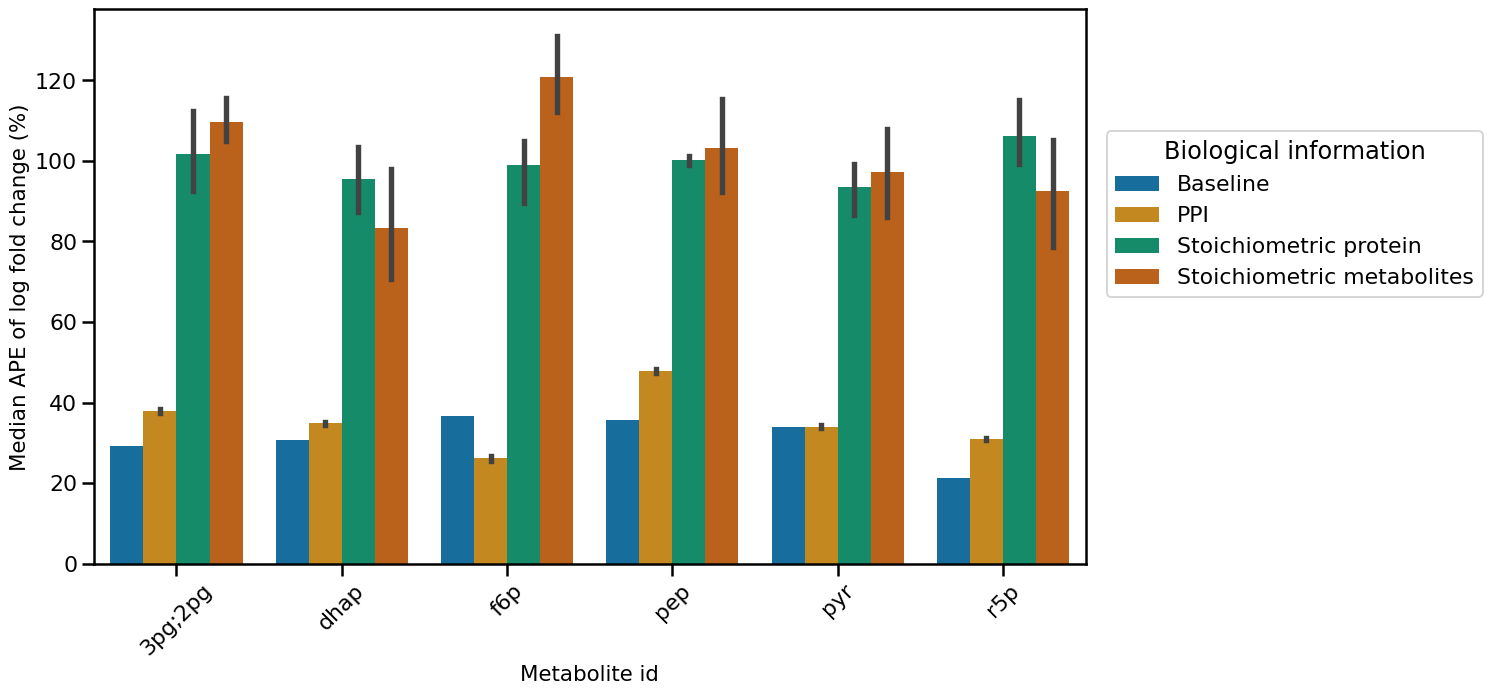 Median APE of log fold change (%)
120
100
80
60
40
20
0
3pg;2pg
dhap
f6p
pep
pyr
r5p
Metabolite id
Biological information
Baseline
PPI
Stoichiometric protein
Stoichiometric metabolites